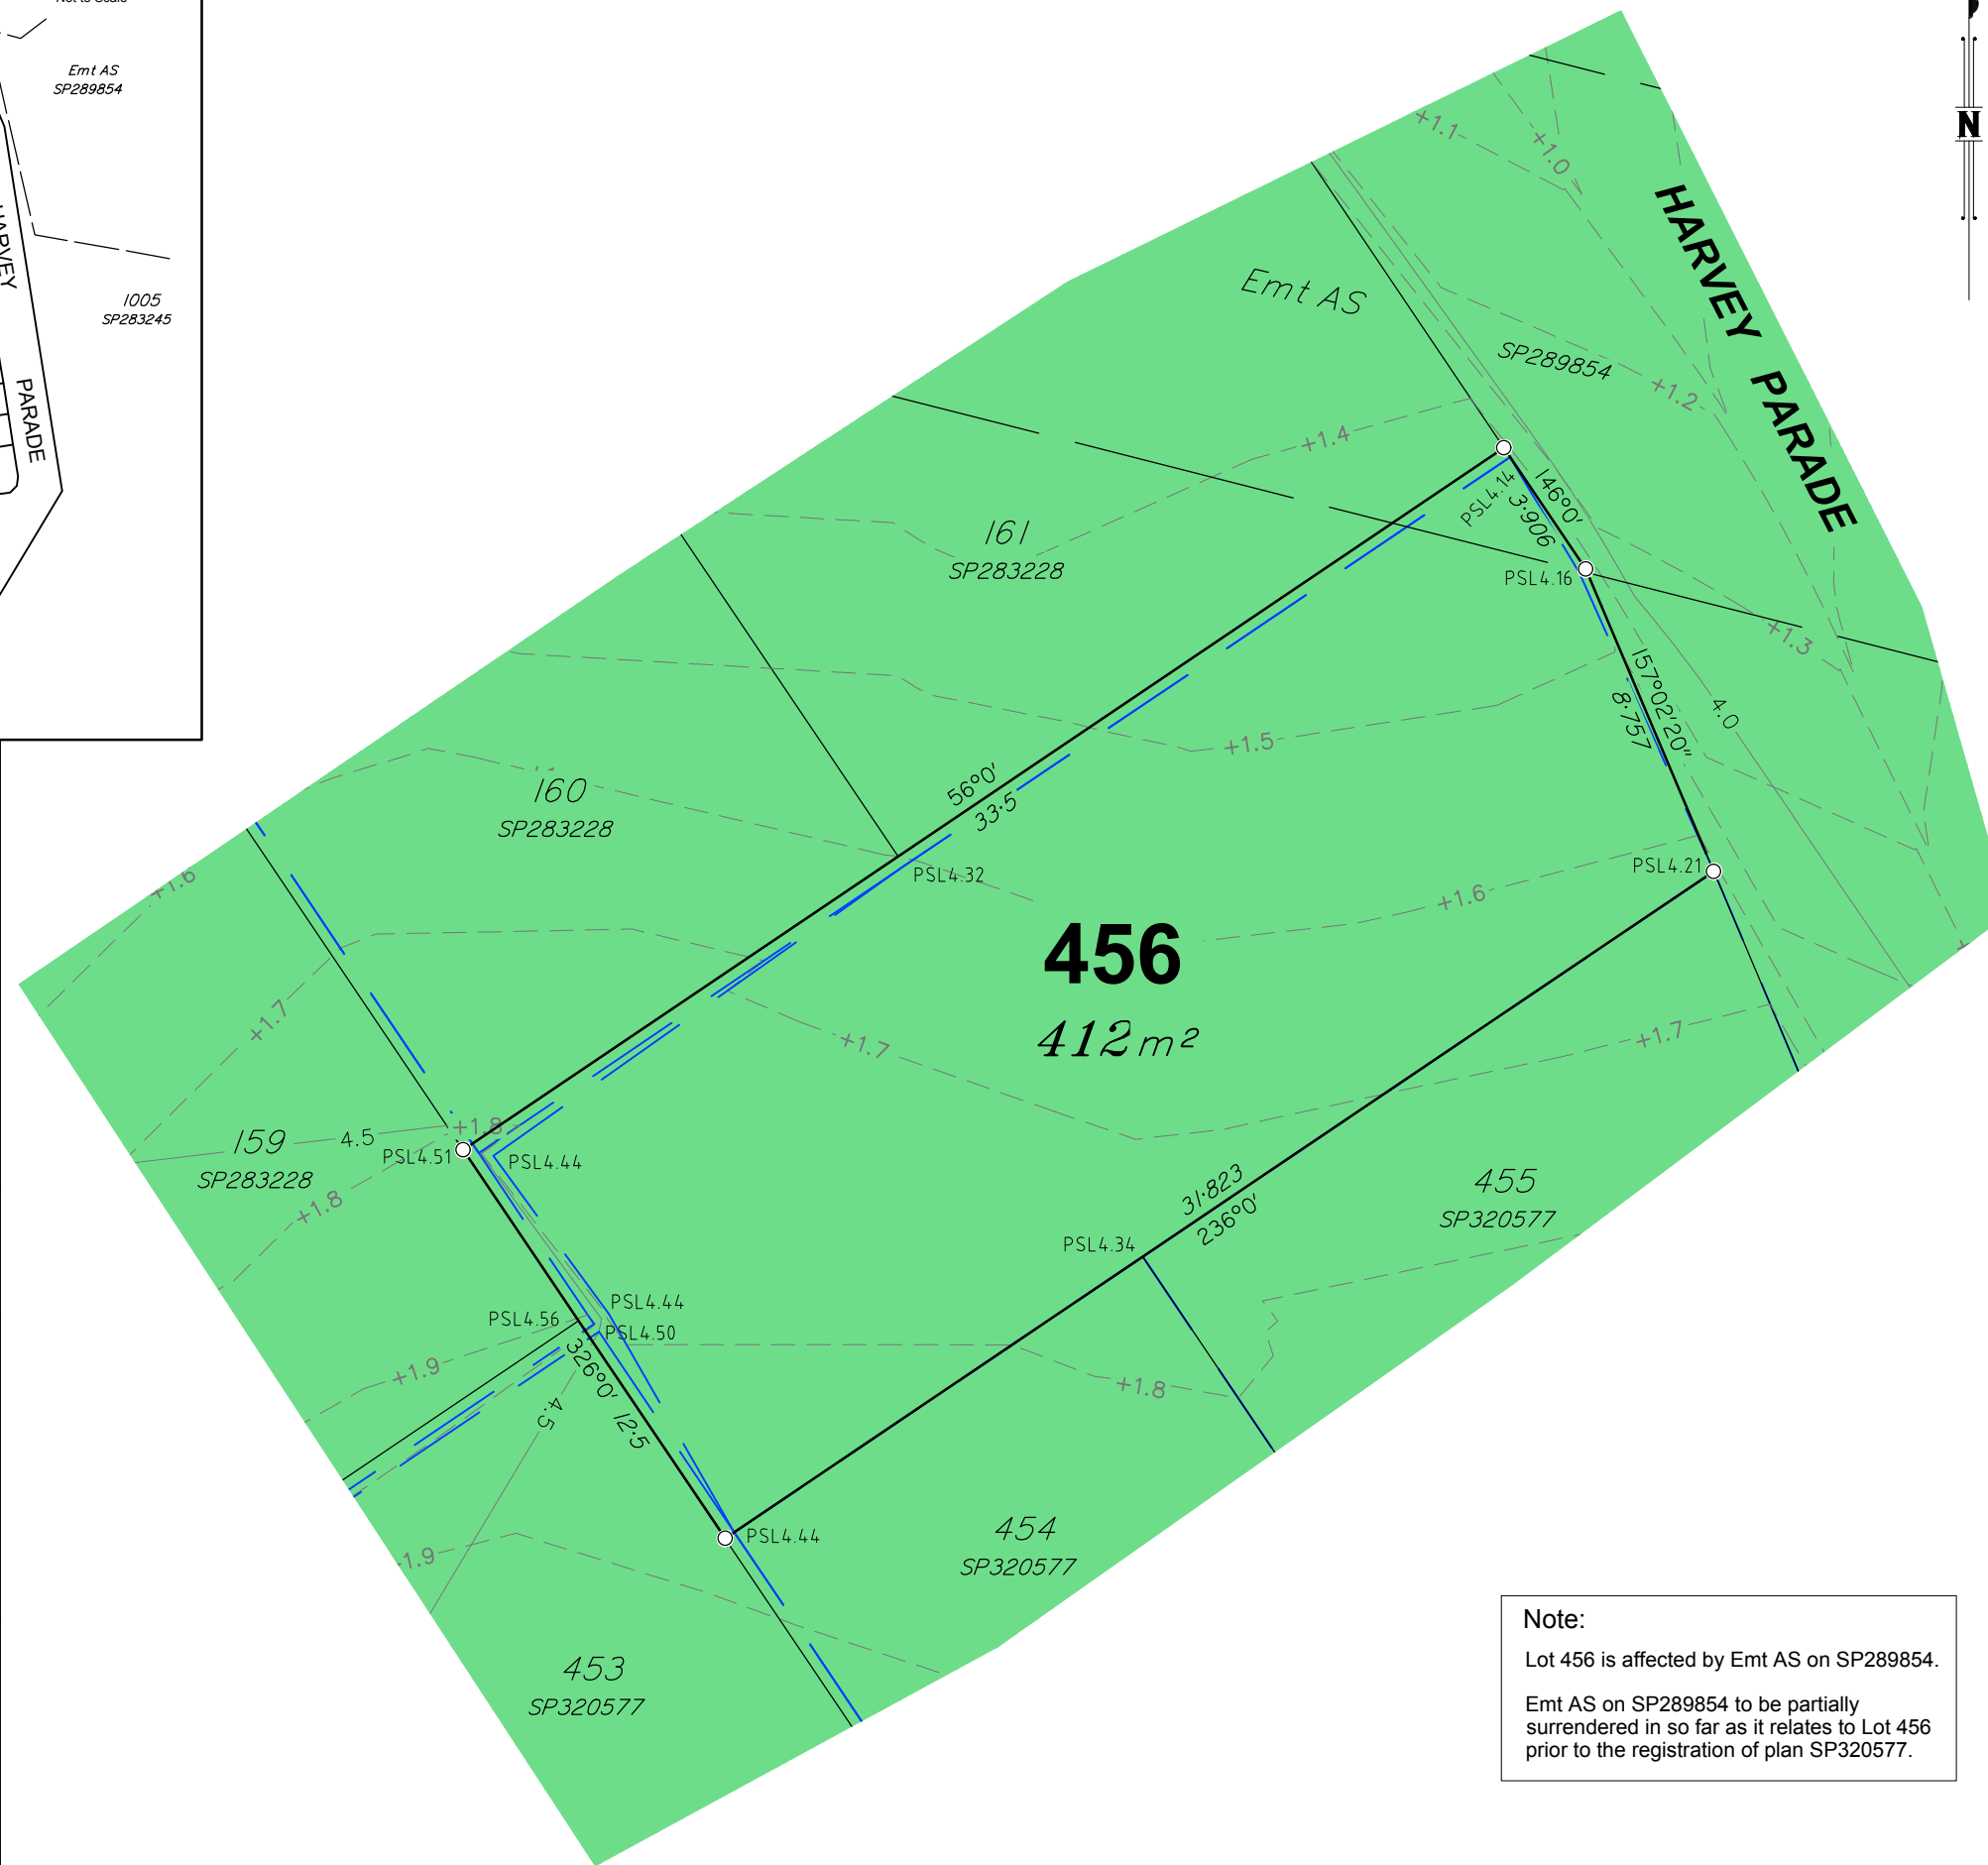 Not to Scale
Emt AS
SP289854
HARVEY
PARADE
1005
SP283245
N
HARVEY PARADE
Emt AS
SP289854
+1.1
+1.0
+1.2
+1.3
+1.4
161
SP283228
PSL4.14
146°0'
3·906
PSL4.16
157°02'20"
8·757
4.0
+1.5
160
SP283228
56°0'
33·5
PSL4.32
PSL4.21
+1.6
+1.6
456
412 m²
+1.7
+1.7
+1.7
159
SP283228
4.5
+1.8
PSL4.51
PSL4.44
+1.8
31·823
236°0'
455
SP320577
PSL4.34
PSL4.44
PSL4.56
PSL4.50
326°0'
12·5
4.5
+1.9
+1.8
1.9
PSL4.44
454
SP320577
453
SP320577
Note:
Lot 456 is affected by Emt AS on SP289854.
Emt AS on SP289854 to be partially
surrendered in so far as it relates to Lot 456
prior to the registration of plan SP320577.